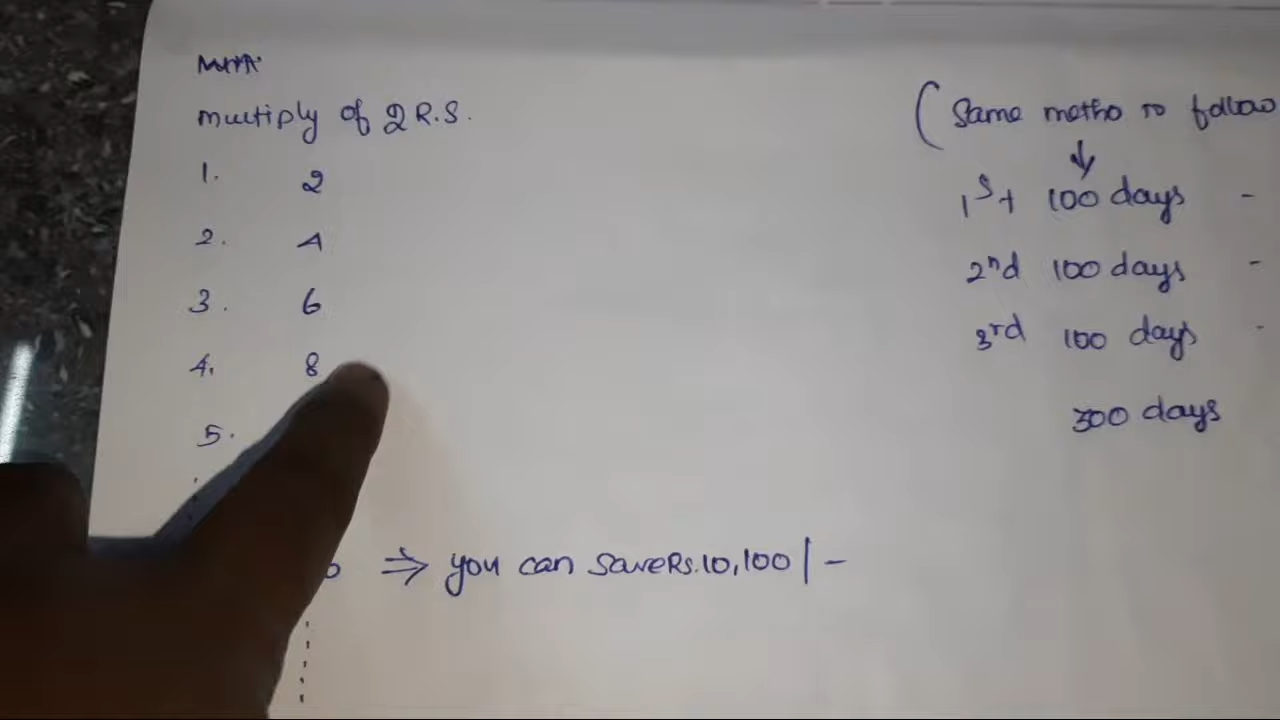 multiply of 2 R.S.
1. 2
2. 4
3. 6
4. 8
5.
⇒ you can save Rs.10,100/-
(Same metho to follow
↓
1st 100 days -
2nd 100 days -
3rd 100 days -
300 days